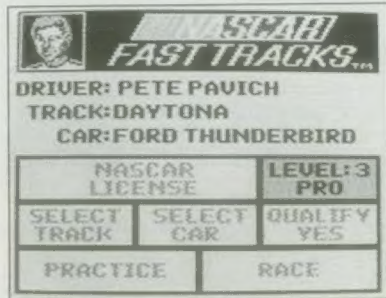 NASCAR
FAST TRACKS™
DRIVER: PETE PAVICH
TRACK:DAYTONA
CAR:FORD THUNDERBIRD
NASCAR LICENSE
LEVEL:3 PRO
SELECT TRACK
SELECT CAR
QUALIFY YES
PRACTICE
RACE